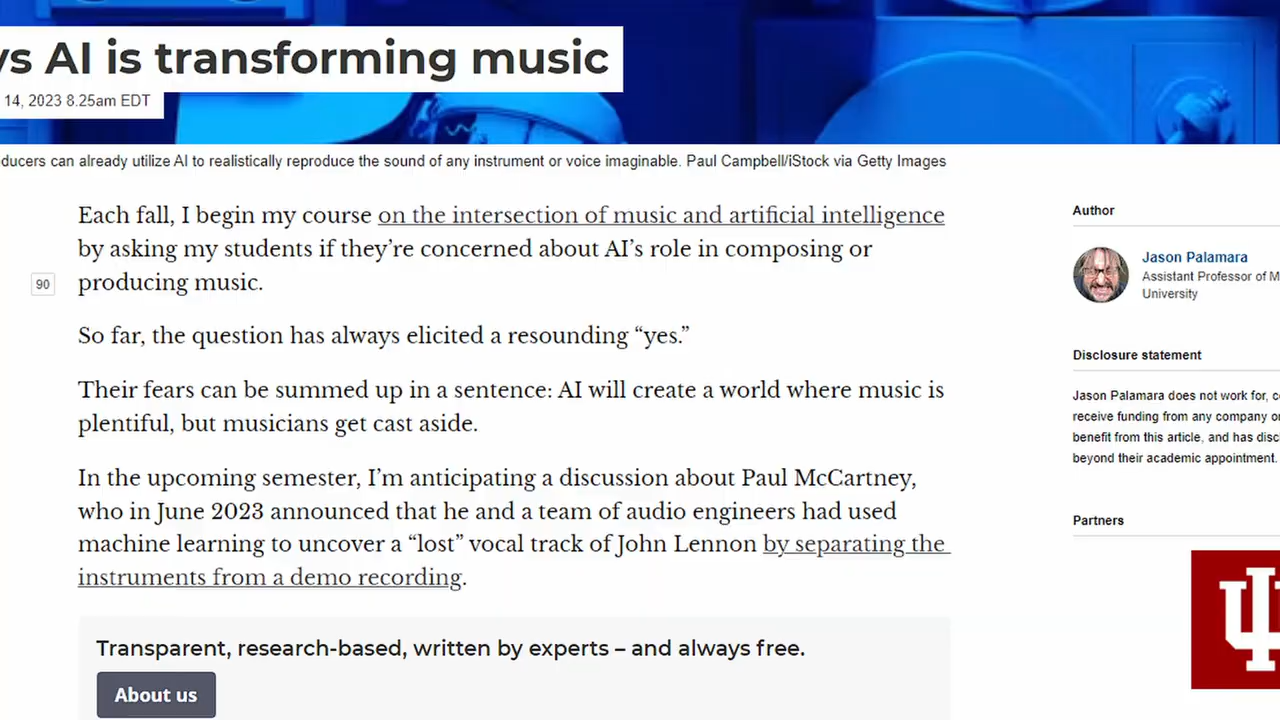 ys AI is transforming music
14, 2023 8.25am EDT
ducers can already utilize AI to realistically reproduce the sound of any instrument or voice imaginable. Paul Campbell/iStock via Getty Images
Each fall, I begin my course on the intersection of music and artificial intelligence
by asking my students if they’re concerned about AI’s role in composing or
producing music.
90
So far, the question has always elicited a resounding “yes.”
Their fears can be summed up in a sentence: AI will create a world where music is
plentiful, but musicians get cast aside.
In the upcoming semester, I’m anticipating a discussion about Paul McCartney,
who in June 2023 announced that he and a team of audio engineers had used
machine learning to uncover a “lost” vocal track of John Lennon by separating the
instruments from a demo recording.
Transparent, research-based, written by experts – and always free.
About us
Author
Jason Palamara
Assistant Professor of M
University
Disclosure statement
Jason Palamara does not work for, c
receive funding from any company or
benefit from this article, and has disc
beyond their academic appointment.
Partners